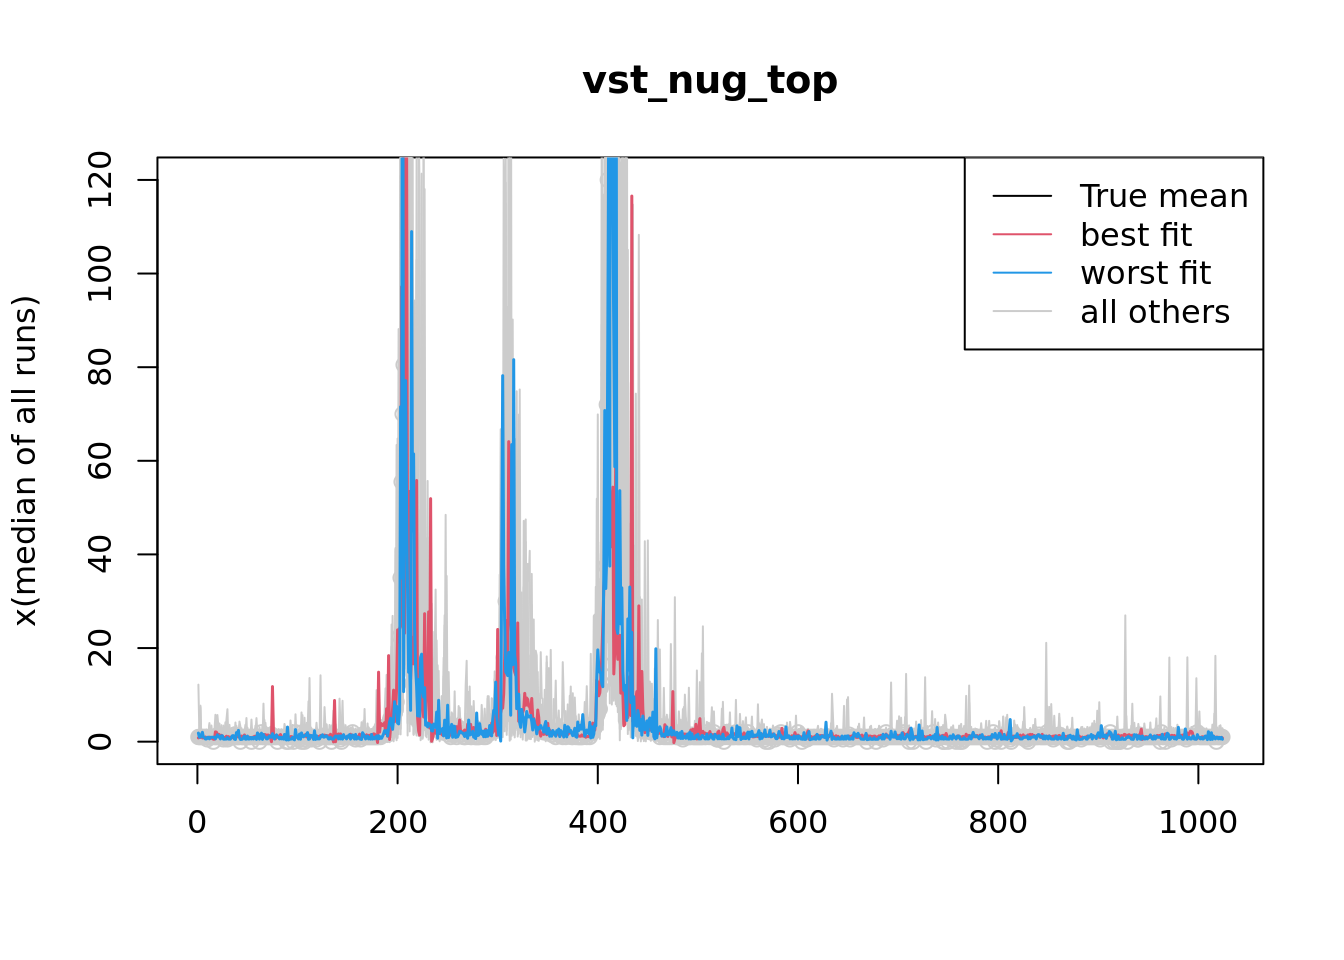 vst_nug_top
x(median of all runs)
120
100
80
60
40
20
0
True mean
best fit
worst fit
all others
0 200 400 600 800 1000